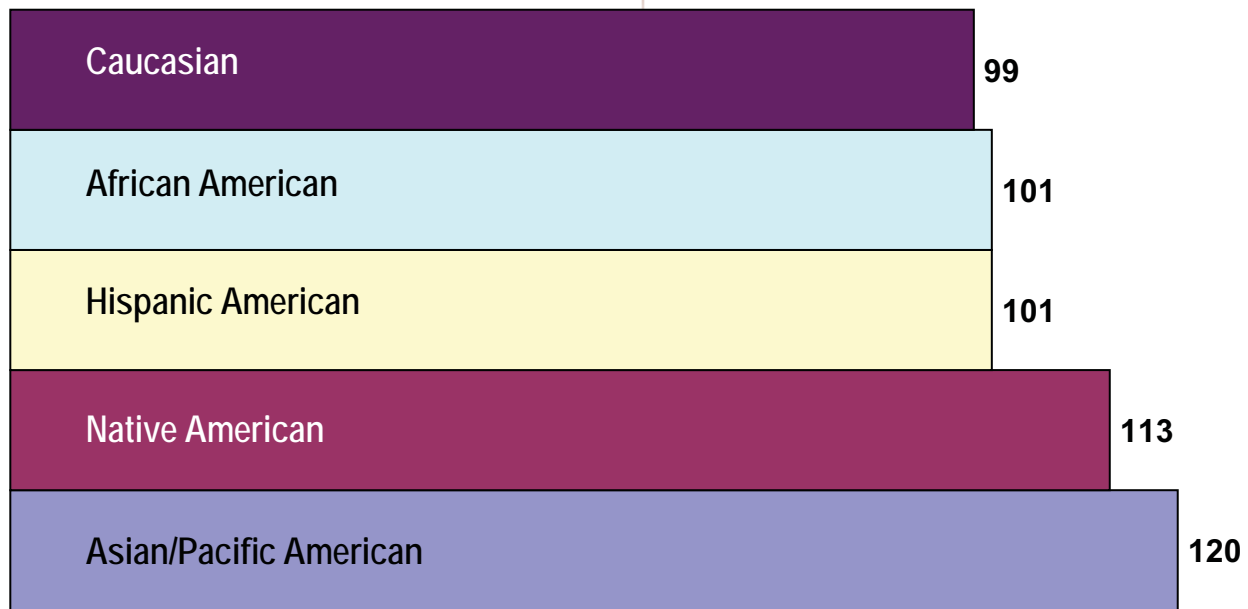 Caucasian 99
African American 101
Hispanic American 101
Native American 113
Asian/Pacific American 120